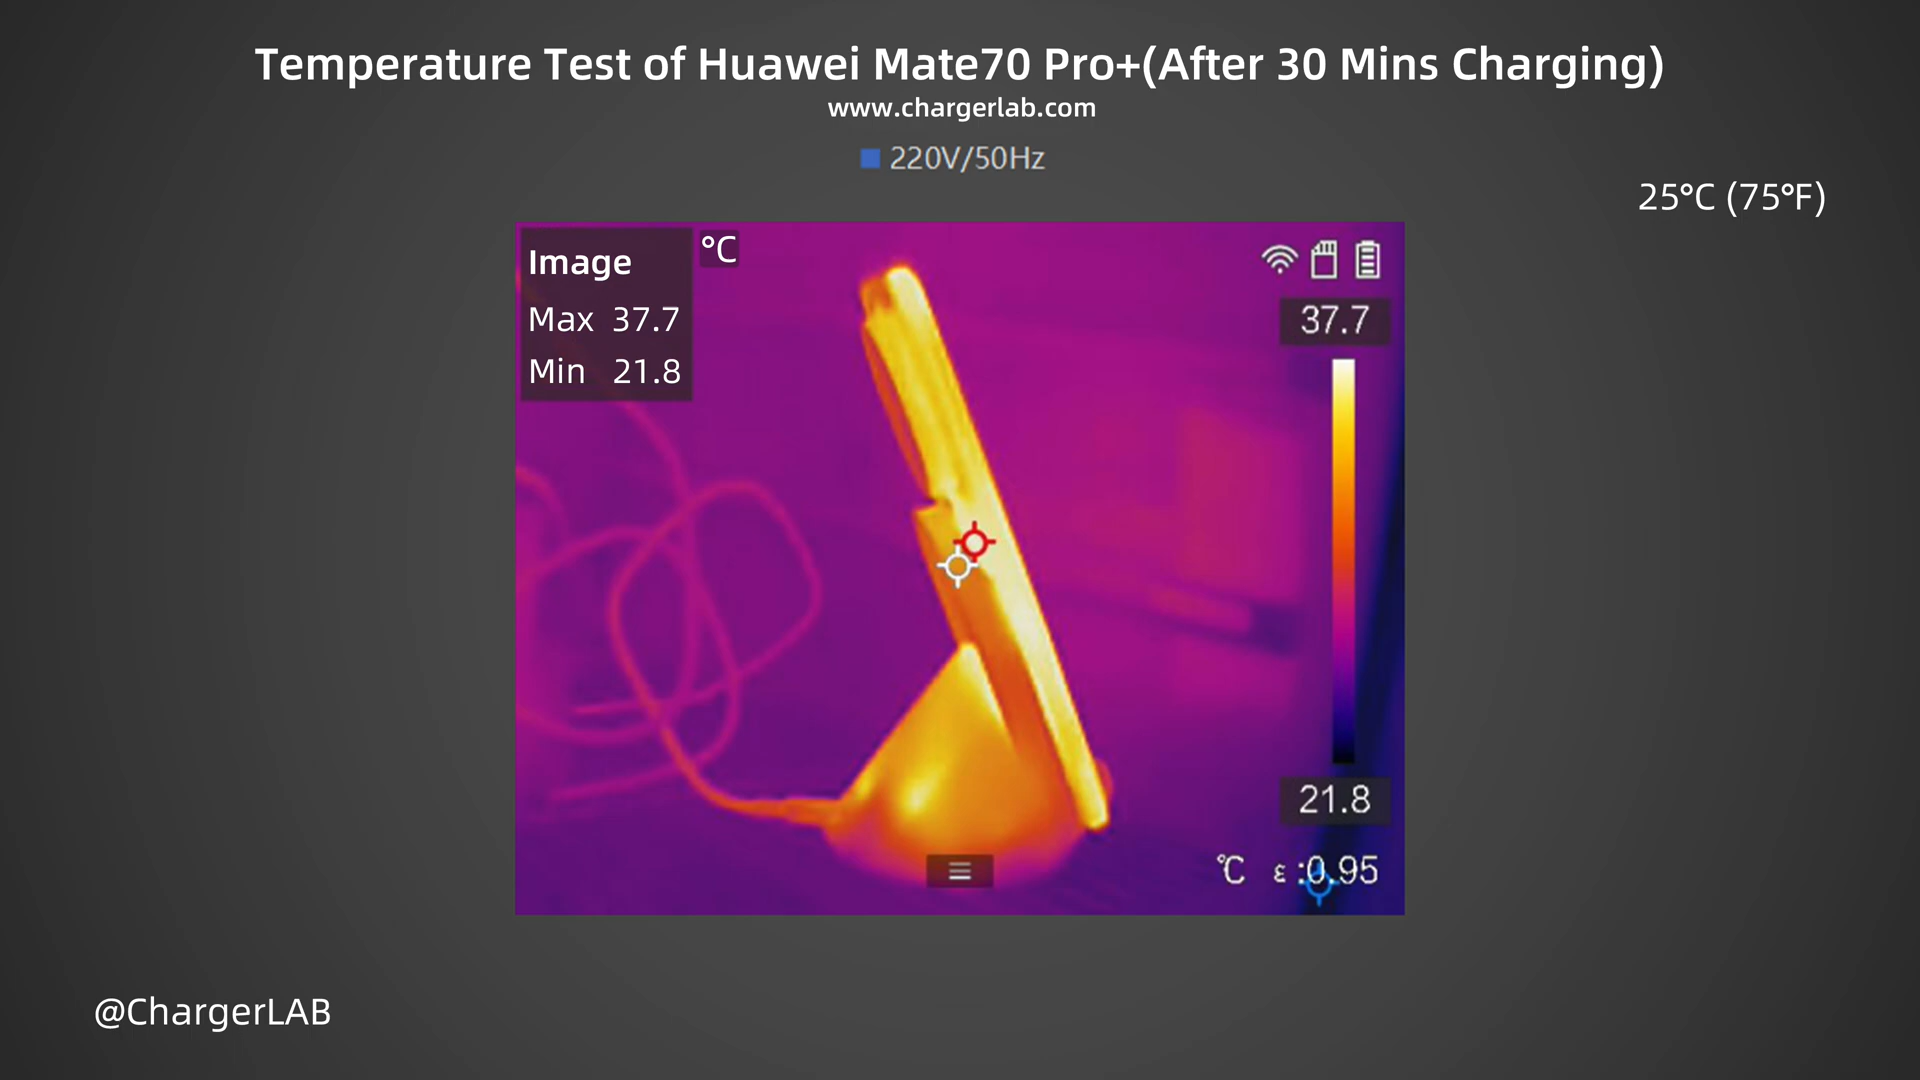 Temperature Test of Huawei Mate70 Pro+(After 30 Mins Charging)
www.chargerlab.com
220V/50Hz
25°C (75°F)
Image
°C
Max 37.7
Min 21.8
37.7
21.8
℃ ε :0.95
@ChargerLAB